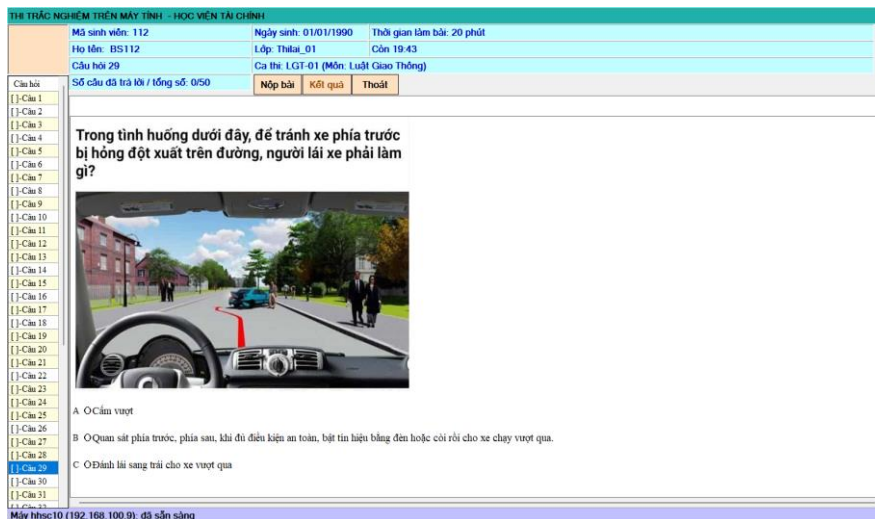 THI TRẮC NGHIỆM TRÊN MÁY TÍNH - HỌC VIỆN TÀI CHÍNH
Mã sinh viên: 112
Ngày sinh: 01/01/1990
Thời gian làm bài: 20 phút
Họ tên: BS112
Lớp: Thilai_01
Còn 19:43
Câu hỏi 29
Ca thi: LGT-01 (Môn: Luật Giao Thông)
Số câu đã trả lời / tổng số: 0/50
Nộp bài
Kết quả
Thoát
Câu hỏi
[ ]-Câu 1
[ ]-Câu 2
[ ]-Câu 3
[ ]-Câu 4
[ ]-Câu 5
[ ]-Câu 6
[ ]-Câu 7
[ ]-Câu 8
[ ]-Câu 9
[ ]-Câu 10
[ ]-Câu 11
[ ]-Câu 12
[ ]-Câu 13
[ ]-Câu 14
[ ]-Câu 15
[ ]-Câu 16
[ ]-Câu 17
[ ]-Câu 18
[ ]-Câu 19
[ ]-Câu 20
[ ]-Câu 21
[ ]-Câu 22
[ ]-Câu 23
[ ]-Câu 24
[ ]-Câu 25
[ ]-Câu 26
[ ]-Câu 27
[ ]-Câu 28
[ ]-Câu 29
[ ]-Câu 30
[ ]-Câu 31
[ ]-Câu 32
Trong tình huống dưới đây, để tránh xe phía trước
bị hỏng đột xuất trên đường, người lái xe phải làm
gì?
A Cấm vượt
B Quan sát phía trước, phía sau, khi đủ điều kiện an toàn, bật tín hiệu bằng đèn hoặc còi rồi cho xe chạy vượt qua.
C Đánh lái sang trái cho xe vượt qua
Máy hhsc10 (192.168.100.9): đã sẵn sàng